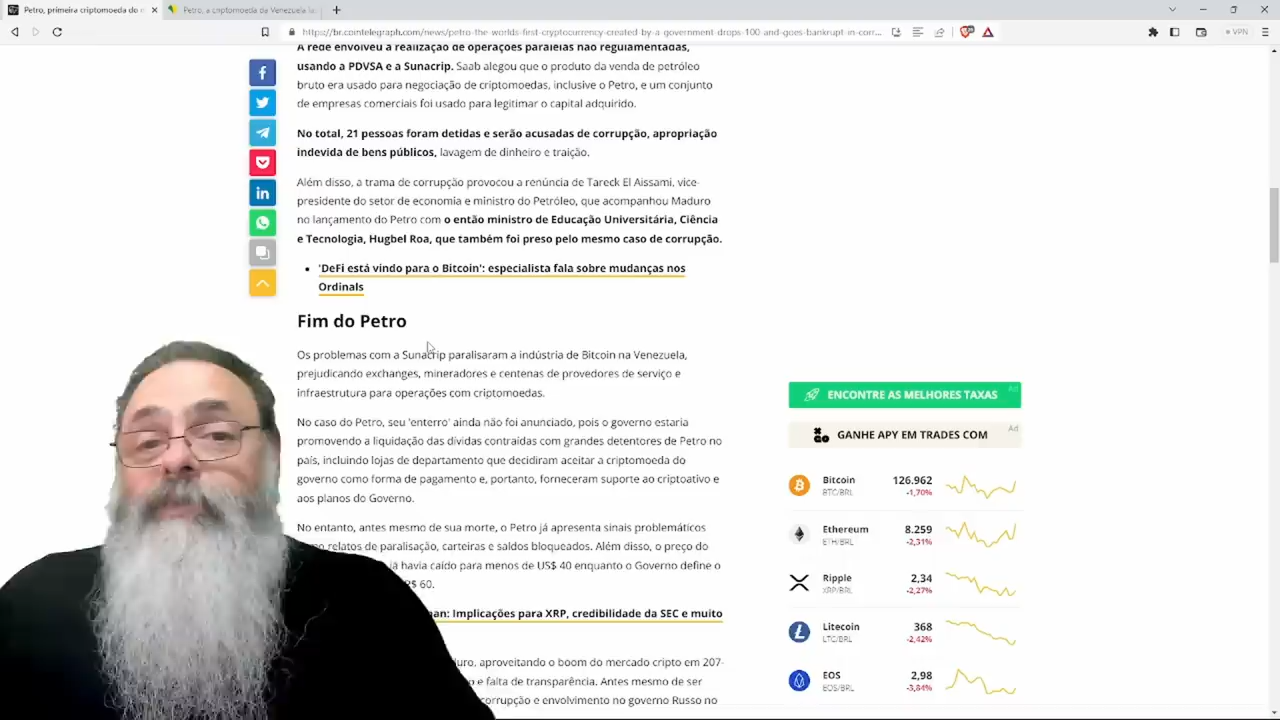 Petro, primeira criptomoeda do m
Petro, a criptomoeda da Venezuela fa
https://br.cointelegraph.com/news/petro-the-worlds-first-cryptocurrency-created-by-a-government-drops-100-and-goes-bankrupt-in-corr...
VPN
A rede envolveu a realização de operações paralelas não regulamentadas,
usando a PDVSA e a Sunacrip. Saab alegou que o produto da venda de petróleo
bruto era usado para negociação de criptomoedas, inclusive o Petro, e um conjunto
de empresas comerciais foi usado para legitimar o capital adquirido.
No total, 21 pessoas foram detidas e serão acusadas de corrupção, apropriação
indevida de bens públicos, lavagem de dinheiro e traição.
Além disso, a trama de corrupção provocou a renúncia de Tareck El Aissami, vice-
presidente do setor de economia e ministro do Petróleo, que acompanhou Maduro
no lançamento do Petro com o então ministro de Educação Universitária, Ciência
e Tecnologia, Hugbel Roa, que também foi preso pelo mesmo caso de corrupção.
'DeFi está vindo para o Bitcoin': especialista fala sobre mudanças nos
Ordinals
Fim do Petro
Os problemas com a Sunacrip paralisaram a indústria de Bitcoin na Venezuela,
prejudicando exchanges, mineradores e centenas de provedores de serviço e
infraestrutura para operações com criptomoedas.
No caso do Petro, seu 'enterro' ainda não foi anunciado, pois o governo estaria
promovendo a liquidação das dívidas contraídas com grandes detentores de Petro no
país, incluindo lojas de departamento que decidiram aceitar a criptomoeda do
governo como forma de pagamento e, portanto, forneceram suporte ao criptoativo e
aos planos do Governo.
No entanto, antes mesmo de sua morte, o Petro já apresenta sinais problemáticos
relatos de paralisação, carteiras e saldos bloqueados. Além disso, o preço do
já havia caído para menos de US$ 40 enquanto o Governo define o
60.
Implicações para XRP, credibilidade da SEC e muito
aproveitando o boom do mercado cripto em 207-
e falta de transparência. Antes mesmo de ser
corrupção e envolvimento no governo Russo no
ENCONTRE AS MELHORES TAXAS
Ad
GANHE APY EM TRADES COM
Ad
Bitcoin 126.962
BTC/BRL -1,70%
Ethereum 8.259
ETH/BRL -2,31%
Ripple 2,34
XRP/BRL -2,27%
Litecoin 368
LTC/BRL -2,42%
EOS 2,98
EOS/BRL -3,84%